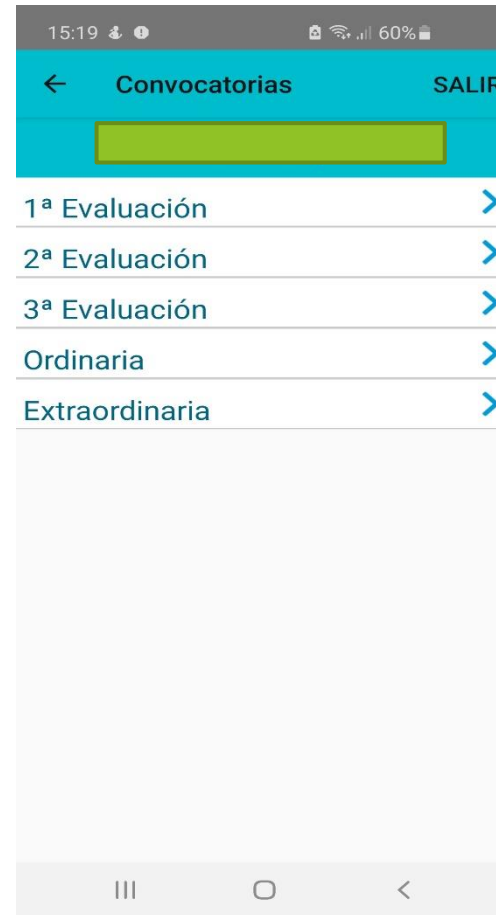 15:19 60%
Convocatorias SALIR
1ª Evaluación
2ª Evaluación
3ª Evaluación
Ordinaria
Extraordinaria